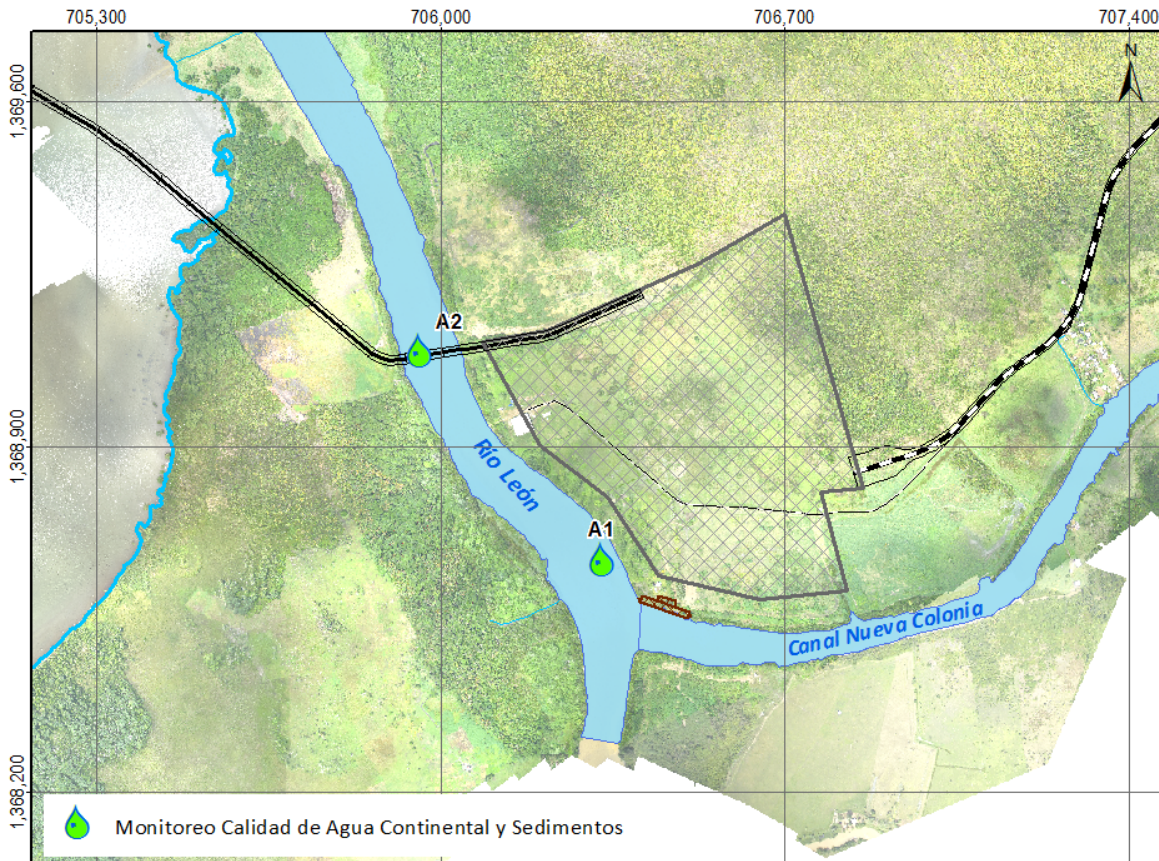 705,300
706,000
706,700
707,400
N
1,369,600
A2
1,368,900
Río León
A1
Canal Nueva Colonia
1,368,200
Monitoreo Calidad de Agua Continental y Sedimentos